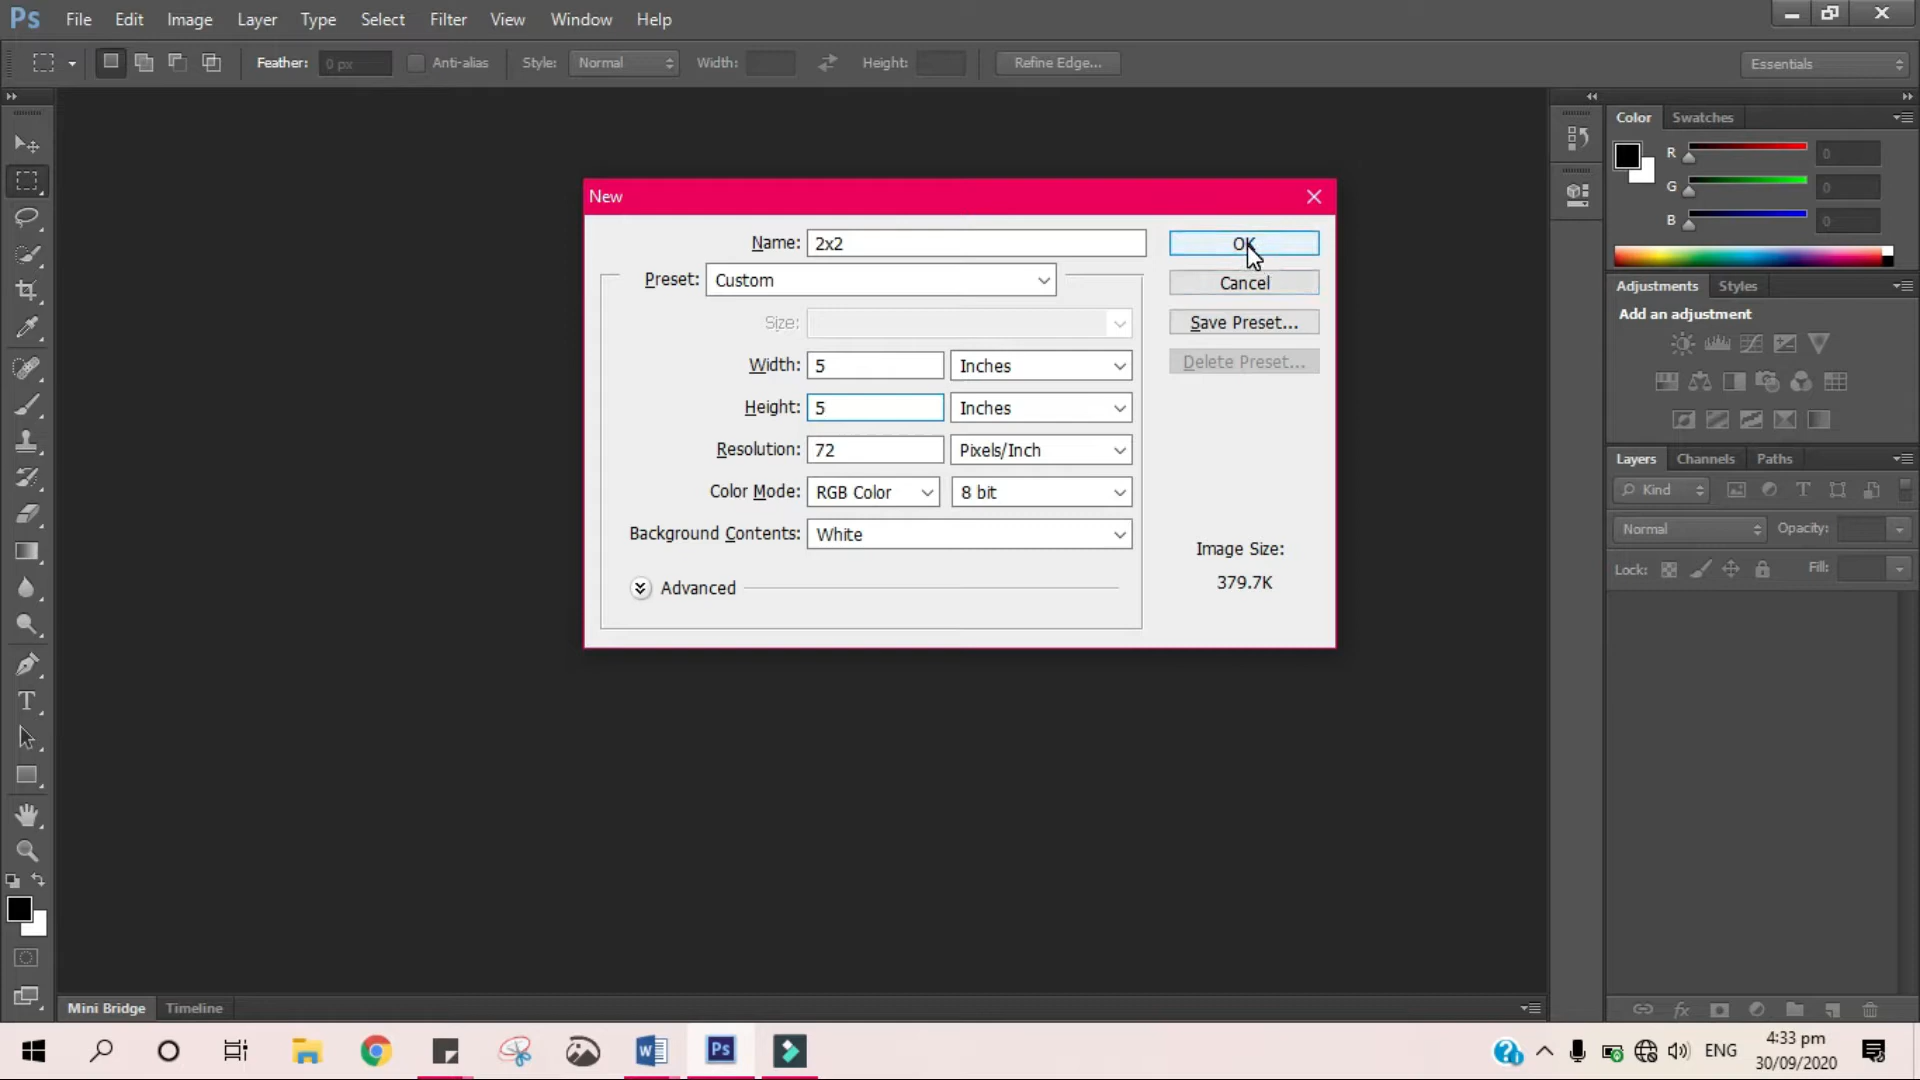 Ps File Edit Image Layer Type Select Filter View Window Help
Feather: 0 px Anti-alias Style: Normal Width: Height: Refine Edge... Essentials
Color Swatches
R 0
G 0
B 0
New
Name: 2x2
OK
Preset: Custom
Cancel
Size:
Save Preset...
Width: 5 Inches
Delete Preset...
Height: 5 Inches
Resolution: 72 Pixels/Inch
Color Mode: RGB Color 8 bit
Background Contents: White
Image Size:
379.7K
Advanced
Adjustments Styles
Add an adjustment
Layers Channels Paths
Kind
Normal Opacity:
Lock: Fill:
T
Mini Bridge Timeline
fx
Ps
ENG
4:33 pm
30/09/2020